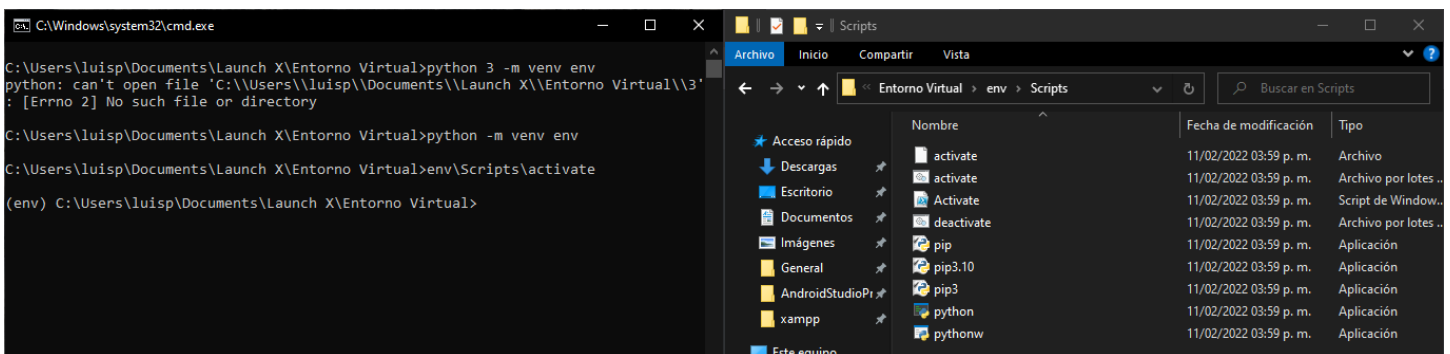 C:\Windows\system32\cmd.exe
C:\Users\luisp\Documents\Launch X\Entorno Virtual>python 3 -m venv env
python: can't open file 'C:\\Users\\luisp\\Documents\\Launch X\\Entorno Virtual\\3'
: [Errno 2] No such file or directory
C:\Users\luisp\Documents\Launch X\Entorno Virtual>python -m venv env
C:\Users\luisp\Documents\Launch X\Entorno Virtual>env\Scripts\activate
(env) C:\Users\luisp\Documents\Launch X\Entorno Virtual>
Scripts
Archivo Inicio Compartir Vista
« Entorno Virtual > env > Scripts Buscar en Scripts
Acceso rápido
Descargas
Escritorio
Documentos
Imágenes
General
AndroidStudioPr
xampp
Este equipo
Nombre Fecha de modificación Tipo
activate 11/02/2022 03:59 p. m. Archivo
activate 11/02/2022 03:59 p. m. Archivo por lotes ..
Activate 11/02/2022 03:59 p. m. Script de Window..
deactivate 11/02/2022 03:59 p. m. Archivo por lotes ..
pip 11/02/2022 03:59 p. m. Aplicación
pip3.10 11/02/2022 03:59 p. m. Aplicación
pip3 11/02/2022 03:59 p. m. Aplicación
python 11/02/2022 03:59 p. m. Aplicación
pythonw 11/02/2022 03:59 p. m. Aplicación